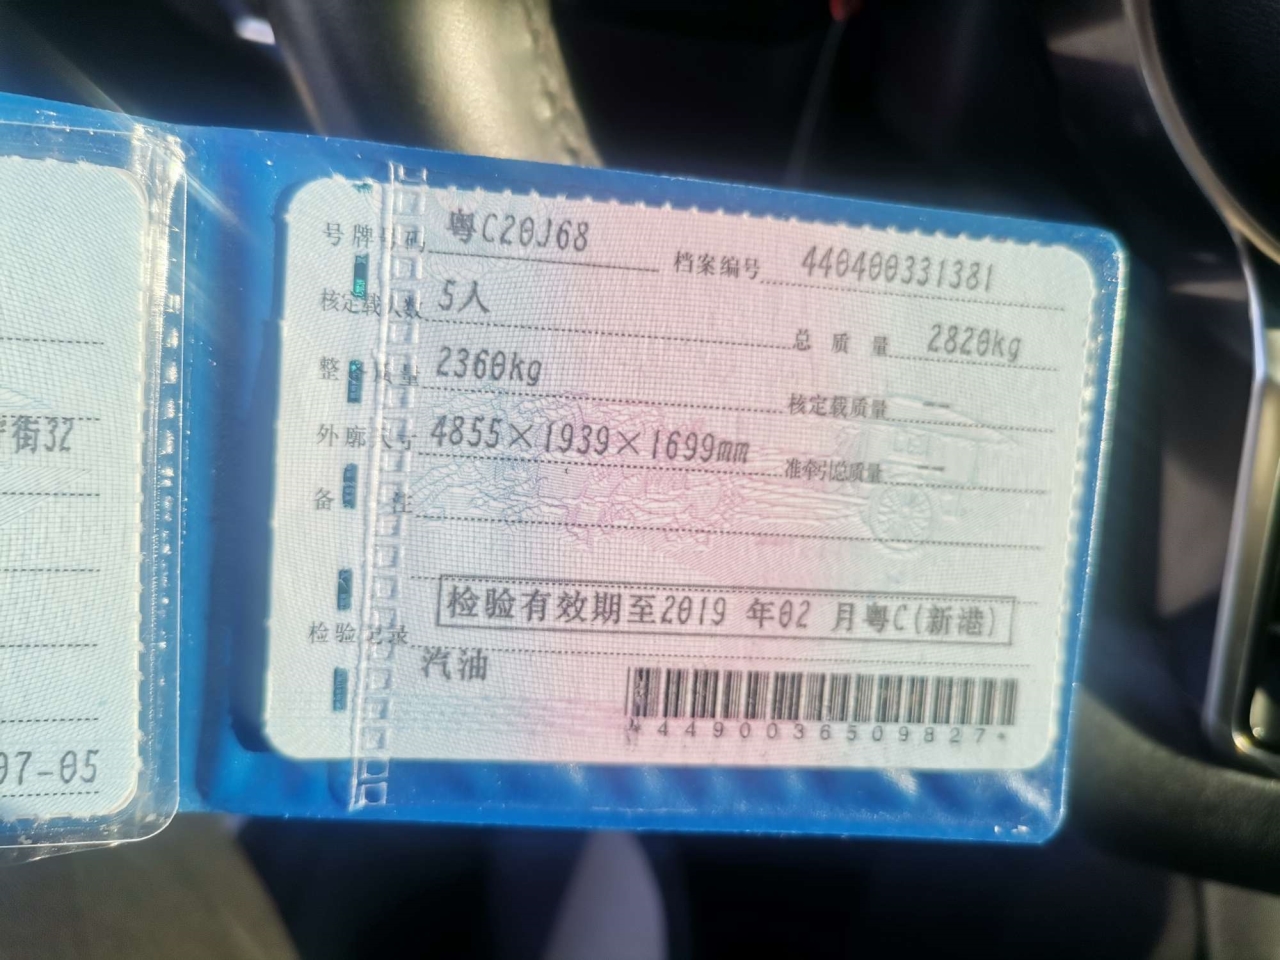 号牌号码 粤C20J68 档案编号 440400331381
核定载人数 5人 总质量 2820kg
整备质量 2360kg 核定载质量 --
外廓尺寸 4855×1939×1699mm 准牵引总质量 --
备注
检验有效期至2019 年02 月粤C(新港)
检验记录
汽油
*4490036509827*
街32
07-05